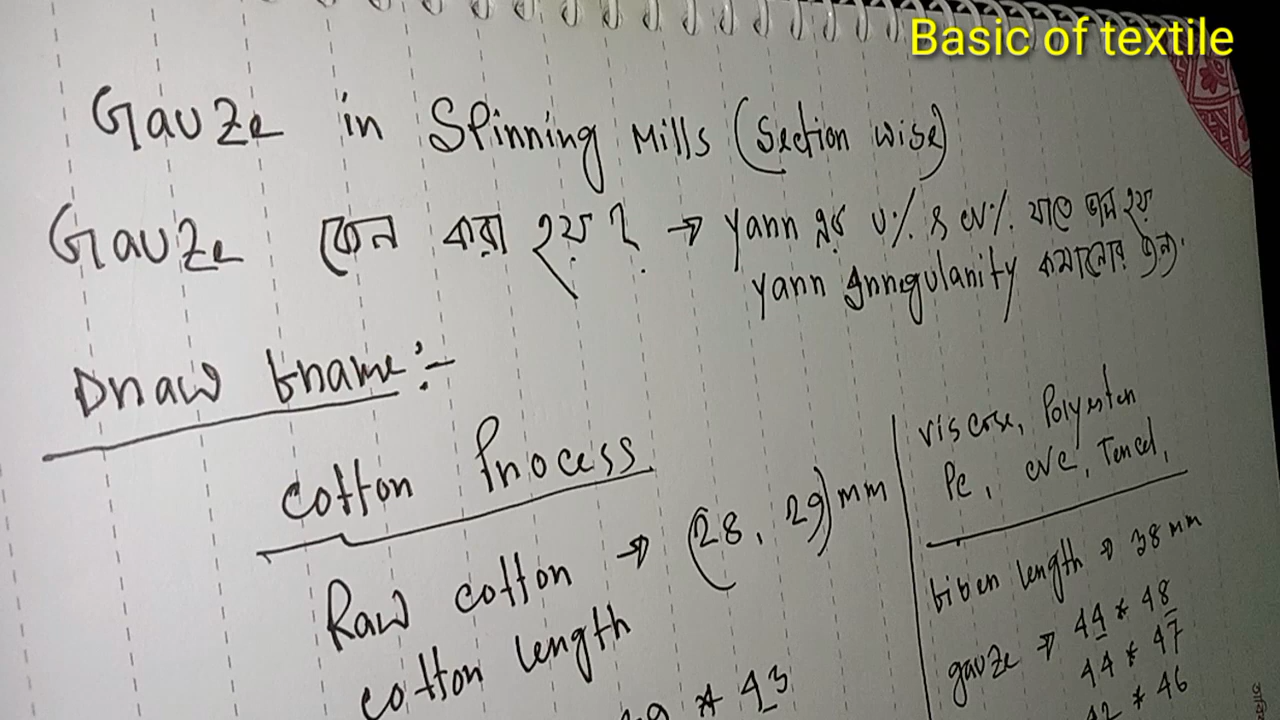 Basic of textile
Gauze in Spinning Mills (Section wise)
Gauze কেন করা হয় ? → Yarn এর U% & CV% যাতে ভাল হয়
Yarn Irregularity কমানোর জন্য.
Draw frame :-
Cotton Process
Raw cotton → (28, 29) mm
cotton length
* 43
Viscose, Polyester
PC, CVC, Tencel,
fiber length → 38 mm
gauze → 44 * 48
44 * 47
42 * 46